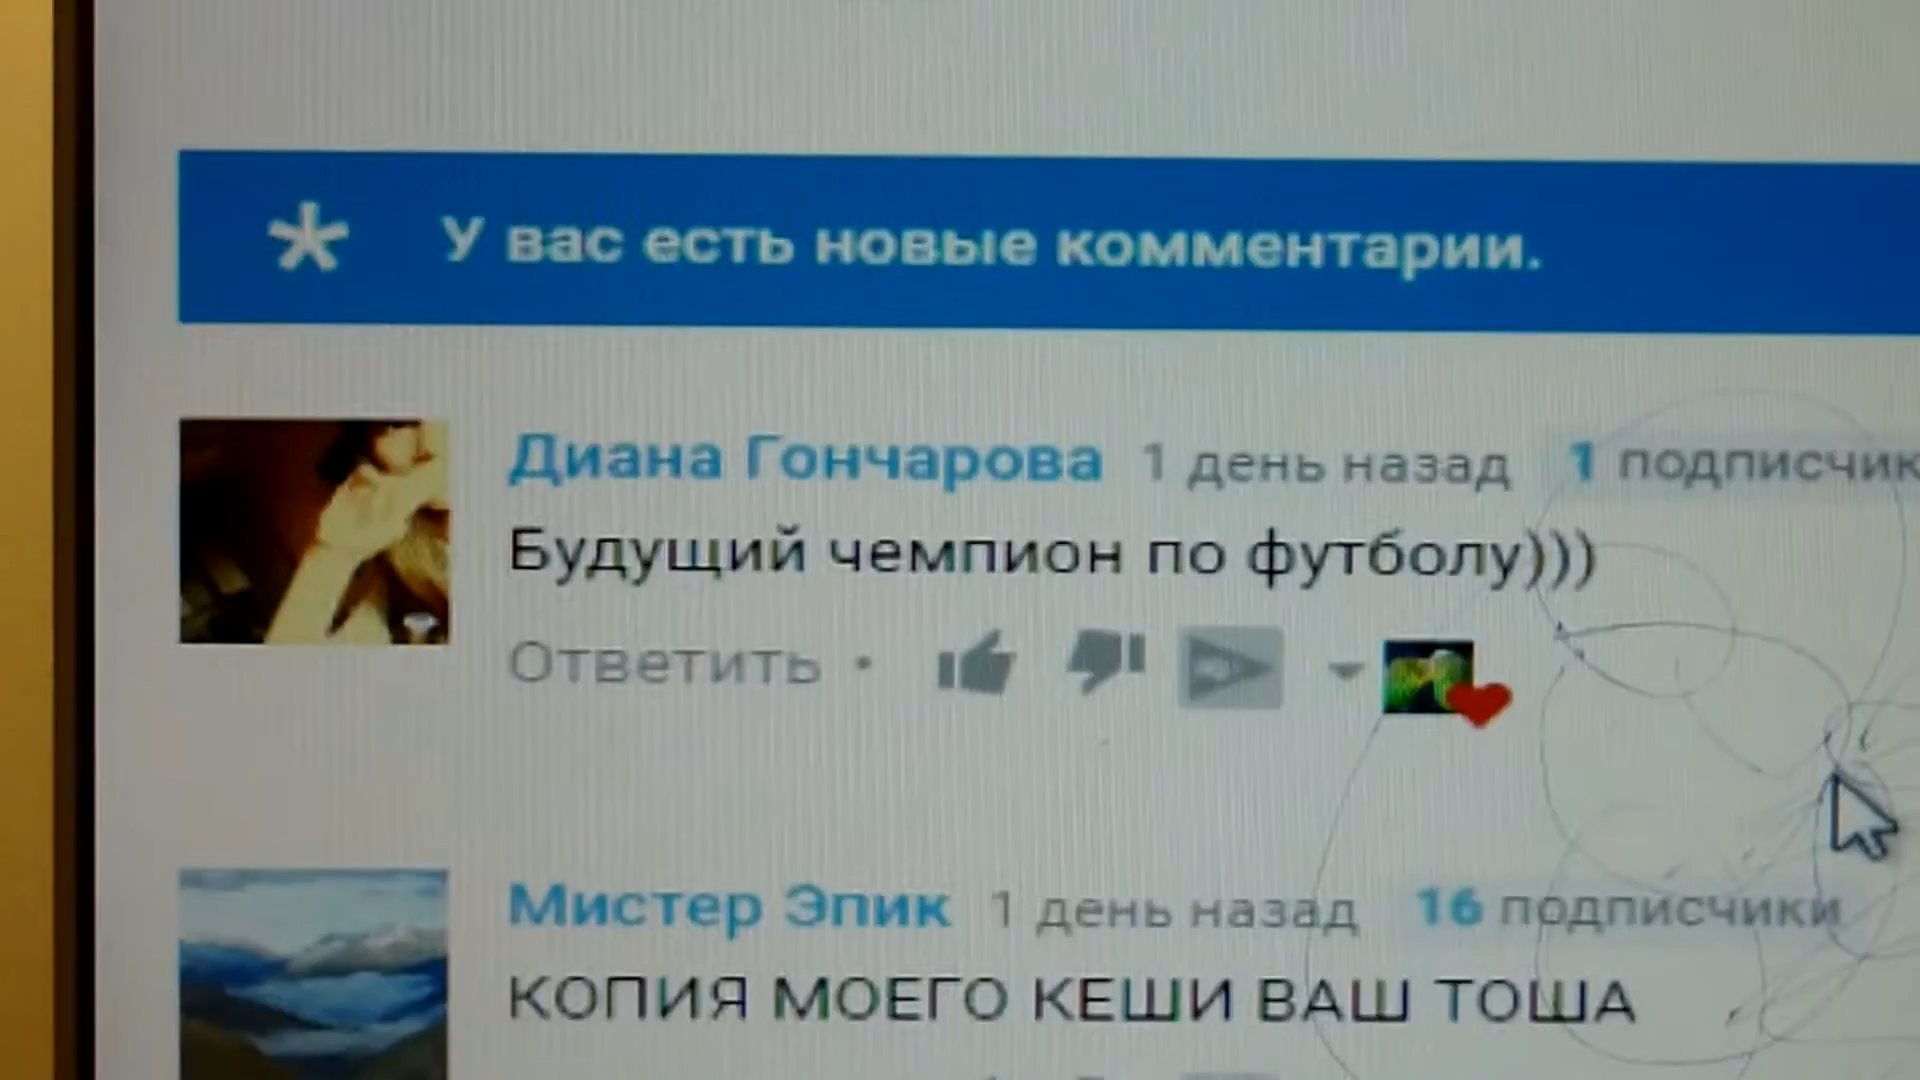 У вас есть новые комментарии.
Диана Гончарова 1 день назад 1 подписчик
Будущий чемпион по футболу)))
Ответить •
Мистер Эпик 1 день назад 16 подписчики
КОПИЯ МОЕГО КЕШИ ВАШ ТОША